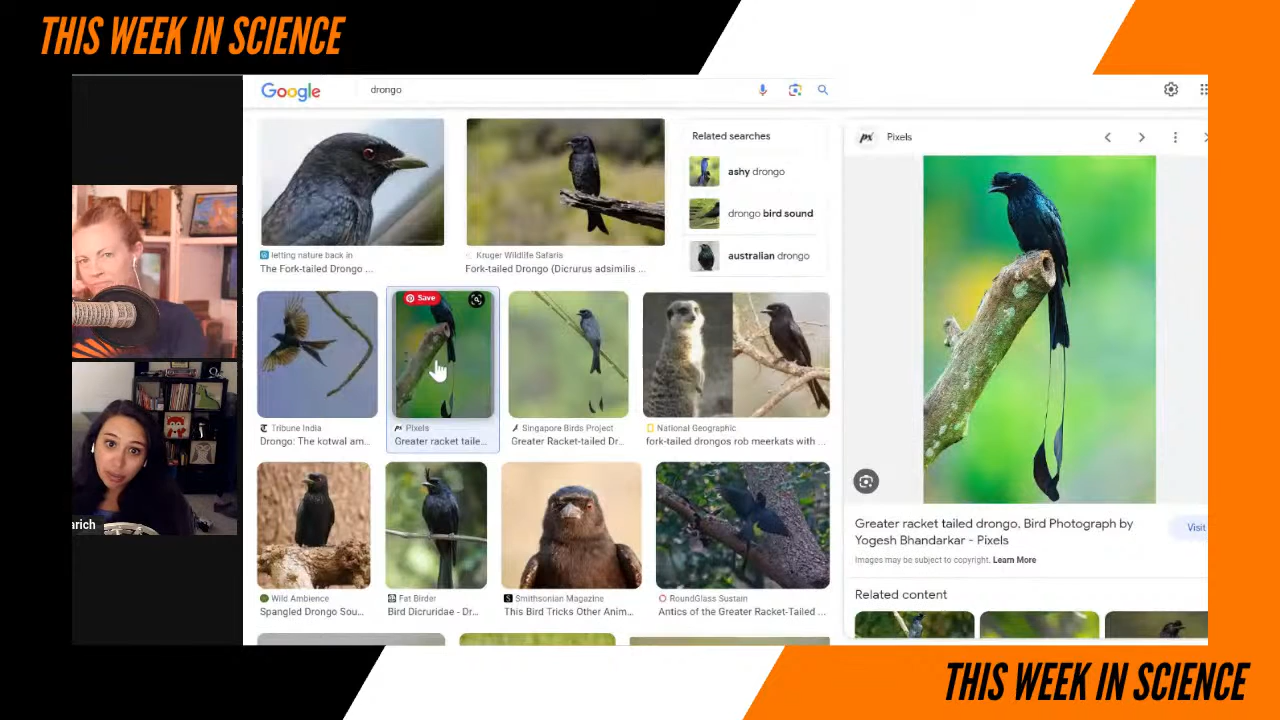 THIS WEEK IN SCIENCE
Google
drongo
letting nature back in
The Fork-tailed Drongo ...
Kruger Wildlife Safaris
Fork-tailed Drongo (Dicrurus adsimilis ...
Related searches
ashy drongo
drongo bird sound
australian drongo
Save
Tribune India
Drongo: The kotwal am...
Pixels
Greater racket taile...
Singapore Birds Project
Greater Racket-tailed Dr...
National Geographic
fork-tailed drongos rob meerkats with ...
Wild Ambience
Spangled Drongo Sou...
Fat Birder
Bird Dicruridae - Dr...
Smithsonian Magazine
This Bird Tricks Other Anim...
RoundGlass Sustain
Antics of the Greater Racket-Tailed ...
px Pixels
Greater racket tailed drongo, Bird Photograph by
Yogesh Bhandarkar - Pixels
Visit
Images may be subject to copyright. Learn More
Related content
arich
THIS WEEK IN SCIENCE